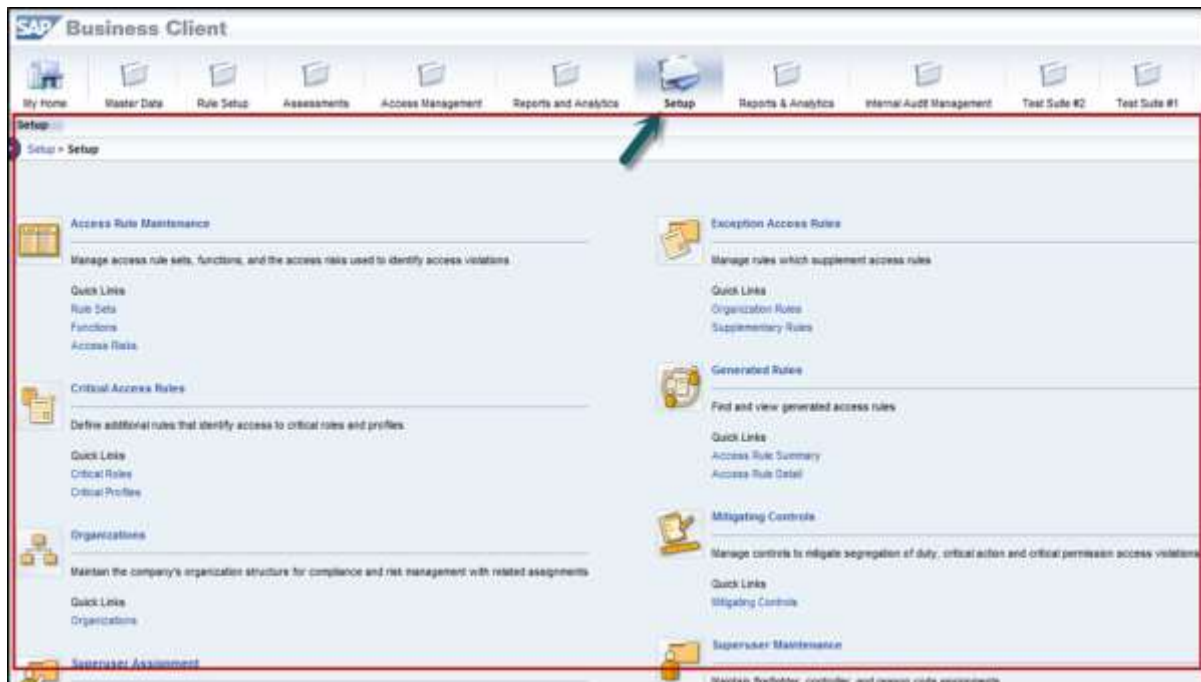 SAP Business Client
My Home Master Data Rule Setup Assessments Access Management Reports and Analytics Setup Reports & Analytics Internal Audit Management Test Suite #2 Test Suite #1
Setup
Setup > Setup
Access Rule Maintenance
Manage access rule sets, functions, and the access risks used to identify access violations
Quick Links
Rule Sets
Functions
Access Risks
Critical Access Rules
Define additional rules that identify access to critical roles and profiles.
Quick Links
Critical Roles
Critical Profiles
Organizations
Maintain the company's organization structure for compliance and risk management with related assignments
Quick Links
Organizations
Superuser Assignment
Exception Access Rules
Manage rules which supplement access rules
Quick Links
Organization Rules
Supplementary Rules
Generated Rules
Find and view generated access rules
Quick Links
Access Rule Summary
Access Rule Detail
Mitigating Controls
Manage controls to mitigate segregation of duty, critical action and critical permission access violations
Quick Links
Mitigating Controls
Superuser Maintenance
Maintain firefighter, controller, and reason code assignments